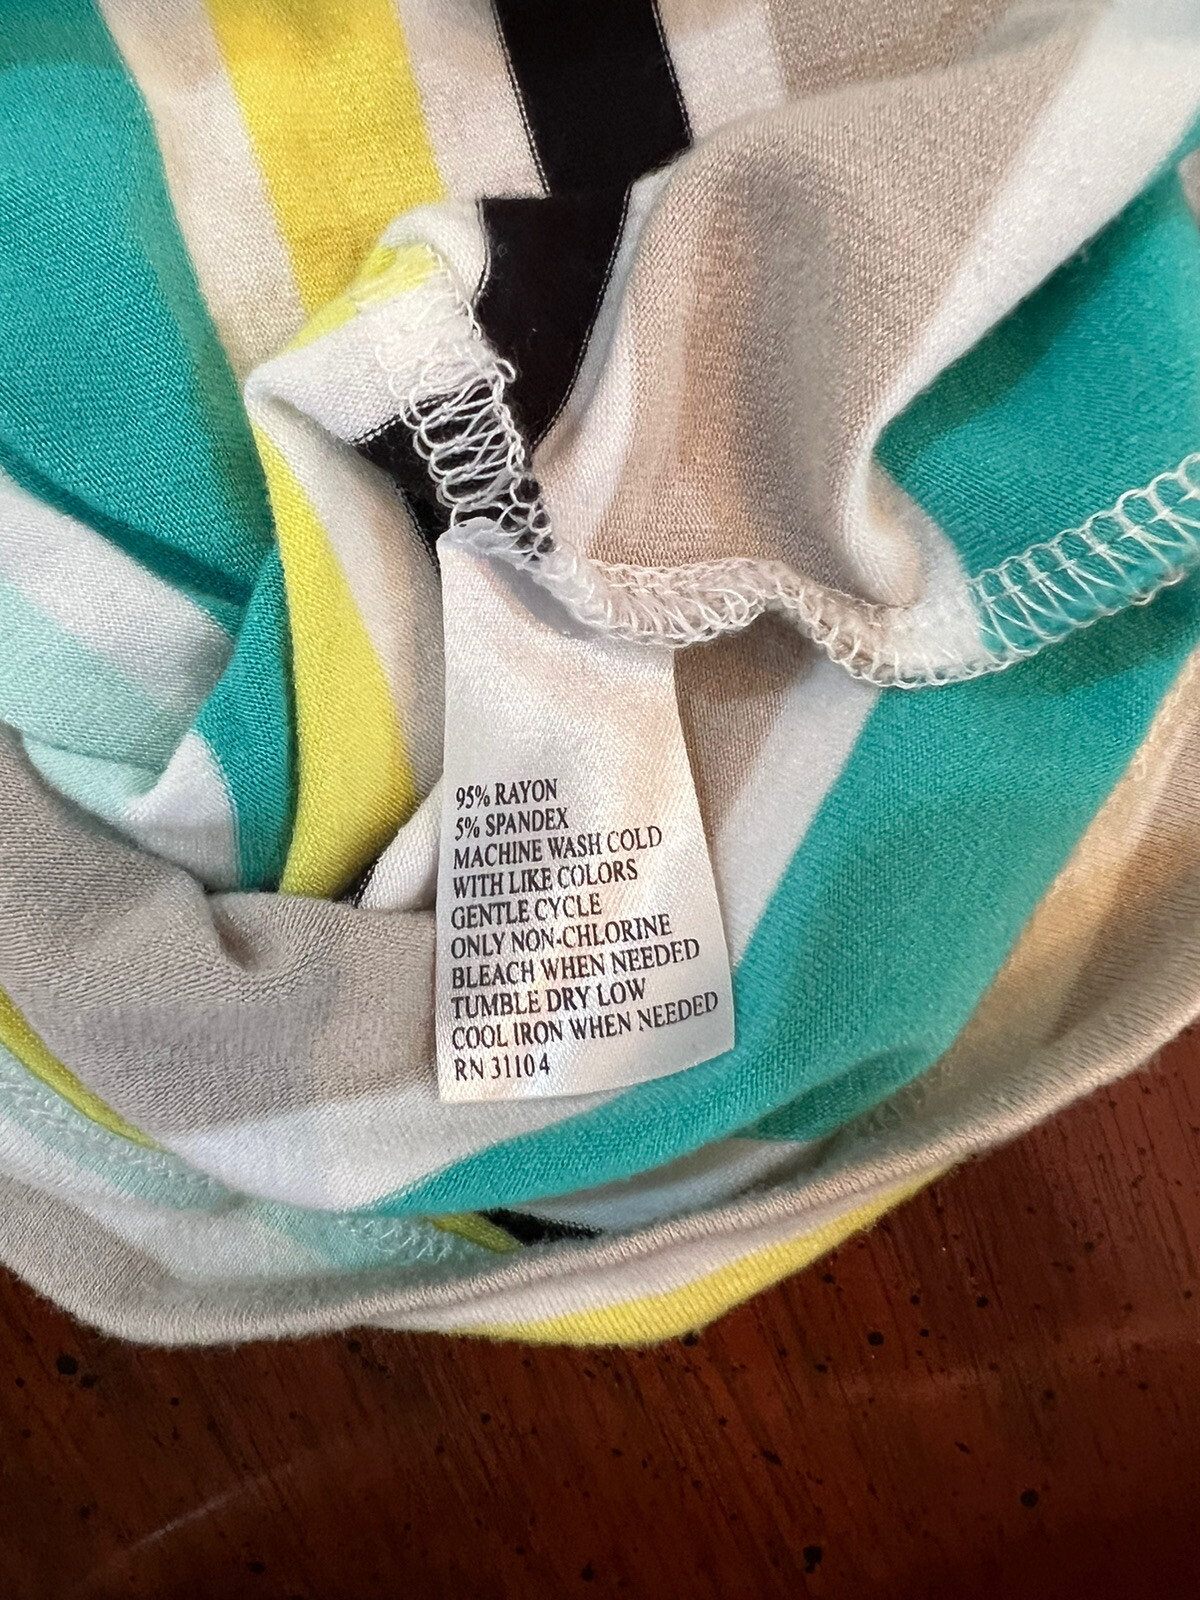 95% RAYON
5% SPANDEX
MACHINE WASH COLD
WITH LIKE COLORS
GENTLE CYCLE
ONLY NON-CHLORINE
BLEACH WHEN NEEDED
TUMBLE DRY LOW
COOL IRON WHEN NEEDED
RN 31104